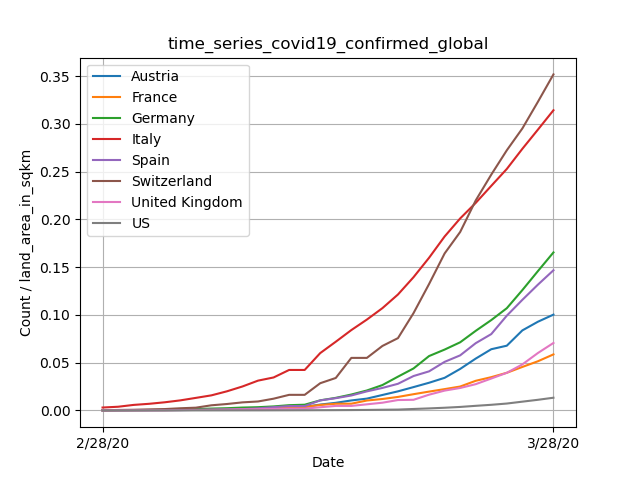 time_series_covid19_confirmed_global
Count / land_area_in_sqkm
0.35
0.30
0.25
0.20
0.15
0.10
0.05
0.00
Austria
France
Germany
Italy
Spain
Switzerland
United Kingdom
US
2/28/20
3/28/20
Date